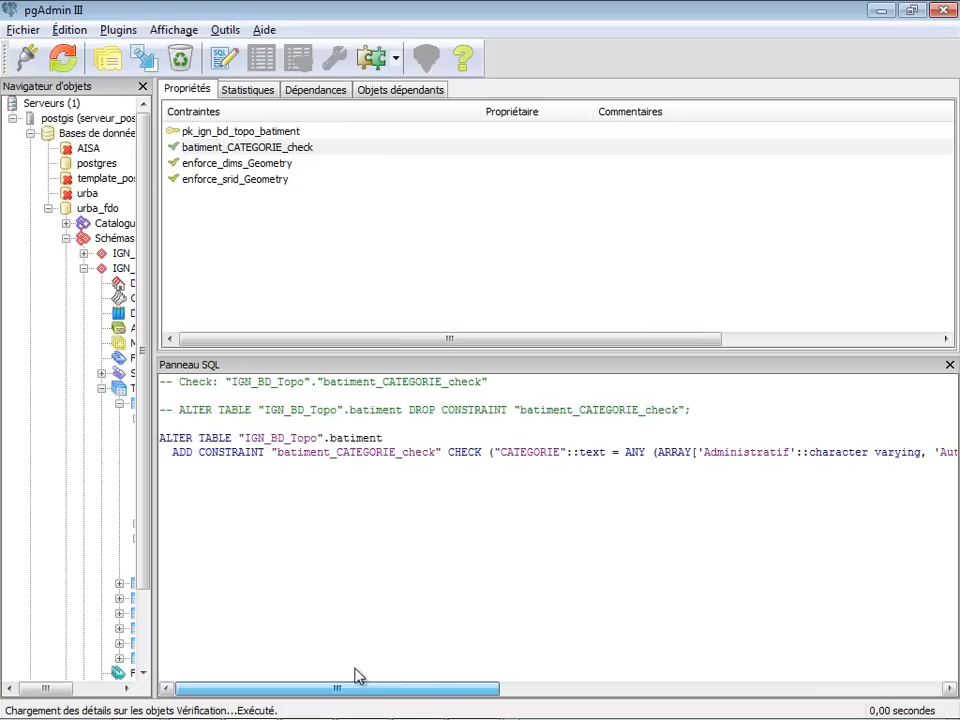 pgAdmin III
Fichier Édition Plugins Affichage Outils Aide
Navigateur d'objets
Serveurs (1)
postgis (serveur_pos
Bases de donnée
AISA
postgres
template_pos
urba
urba_fdo
Catalogu
Schémas
IGN_
IGN_
Propriétés Statistiques Dépendances Objets dépendants
Contraintes Propriétaire Commentaires
pk_ign_bd_topo_batiment
batiment_CATEGORIE_check
enforce_dims_Geometry
enforce_srid_Geometry
Panneau SQL
-- Check: "IGN_BD_Topo"."batiment_CATEGORIE_check"
-- ALTER TABLE "IGN_BD_Topo".batiment DROP CONSTRAINT "batiment_CATEGORIE_check";
ALTER TABLE "IGN_BD_Topo".batiment
ADD CONSTRAINT "batiment_CATEGORIE_check" CHECK ("CATEGORIE"::text = ANY (ARRAY['Administratif'::character varying, 'Aut
Chargement des détails sur les objets Vérification...Exécuté. 0,00 secondes